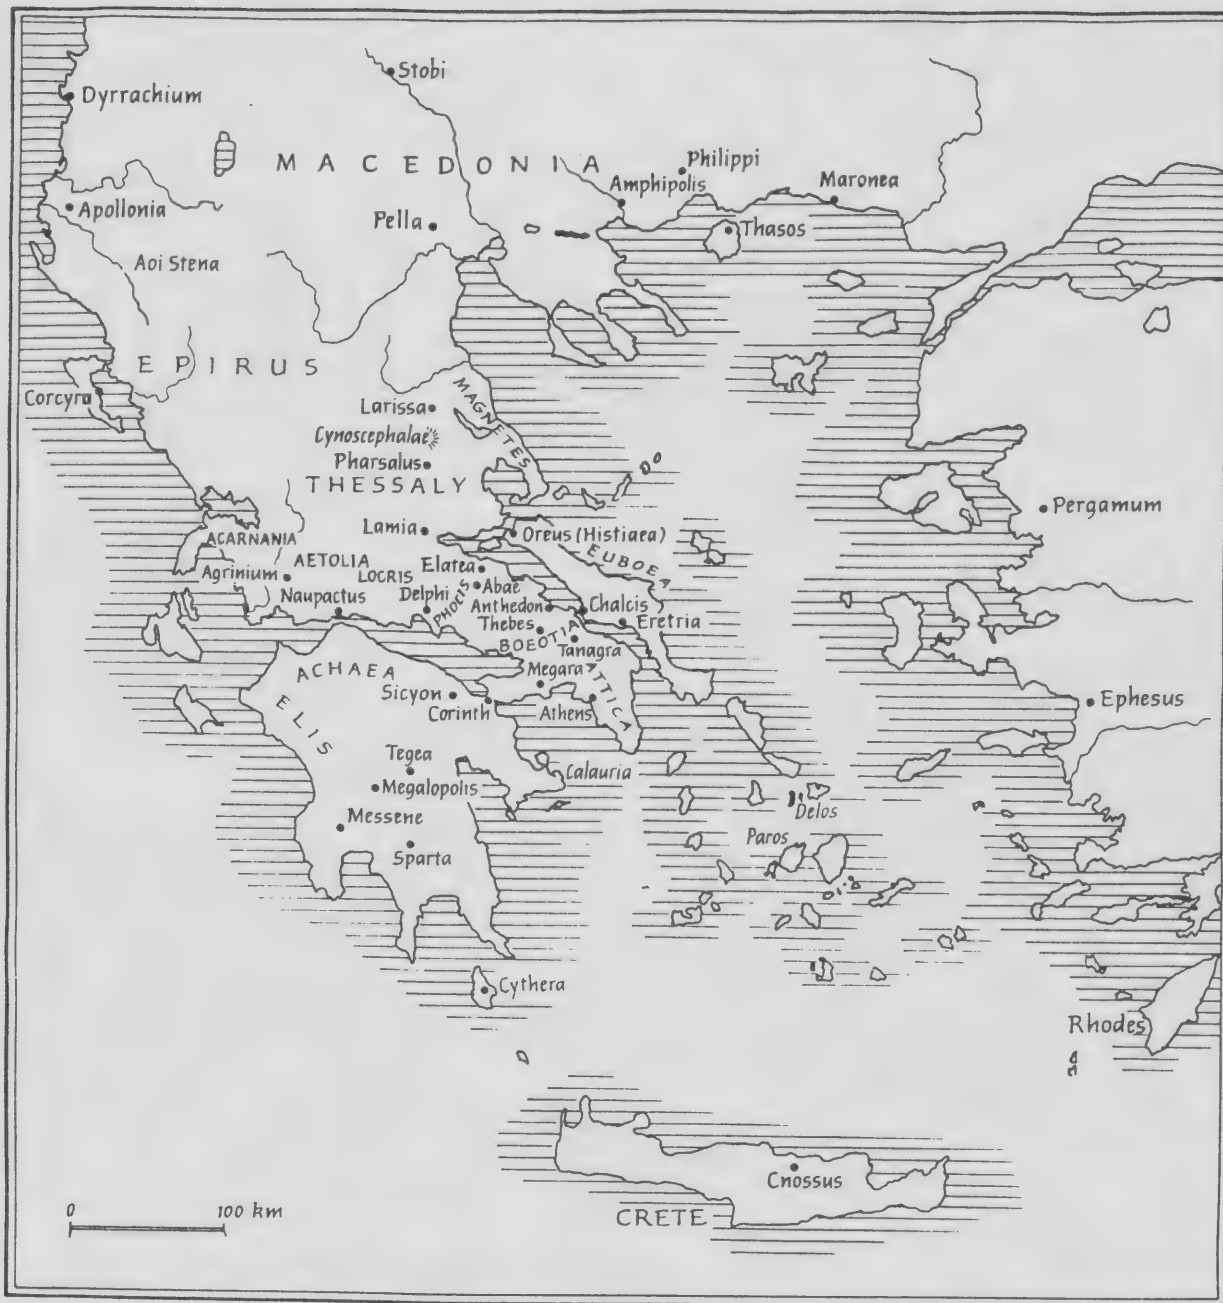 Stobi
Dyrrachium
MACEDONIA
Philippi
Amphipolis
Maronea
Apollonia
Pella
Thasos
Aoi Stena
EPIRUS
Corcyra
Larissa
MAGNETES
Cynoscephalae
Pharsalus
THESSALY
Pergamum
Lamia
Oreus (Histiaea)
ACARNANIA
EUBOEA
AETOLIA
Elatea
LOCRIS
Agrinium
Abae
Naupactus
Delphi
PHOCIS
Anthedon
Chalcis
Thebes
Eretria
BOEOTIA
Tanagra
ACHAEA
Megara
ATTICA
Sicyon
ELIS
Corinth
Athens
Ephesus
Tegea
Calauria
Megalopolis
Delos
Messene
Paros
Sparta
Cythera
Rhodes
Cnossus
0 100 km
CRETE